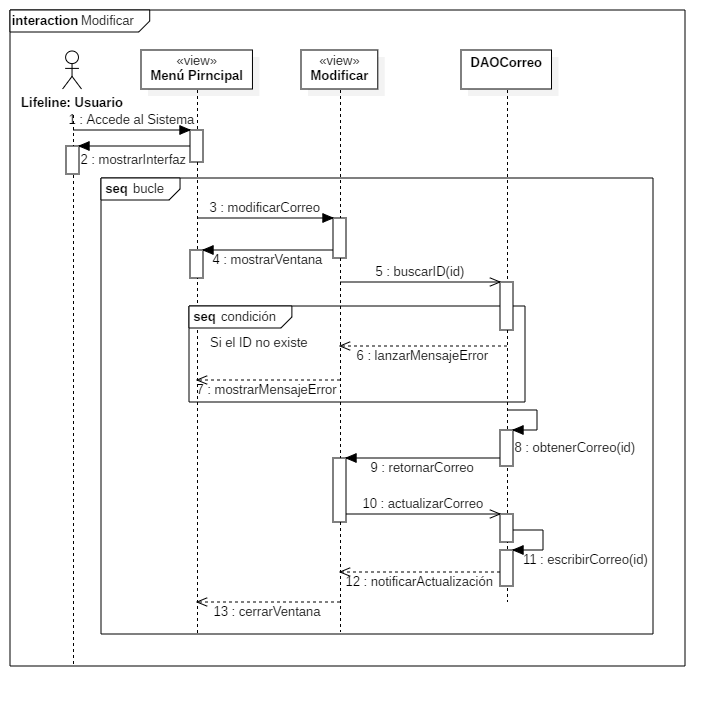 interaction Modificar
«view»
Menú Pirncipal
«view»
Modificar
DAOCorreo
Lifeline: Usuario
1 : Accede al Sistema
2 : mostrarInterfaz
seq bucle
3 : modificarCorreo
4 : mostrarVentana
5 : buscarID(id)
seq condición
Si el ID no existe
6 : lanzarMensajeError
7 : mostrarMensajeError
8 : obtenerCorreo(id)
9 : retornarCorreo
10 : actualizarCorreo
11 : escribirCorreo(id)
12 : notificarActualización
13 : cerrarVentana